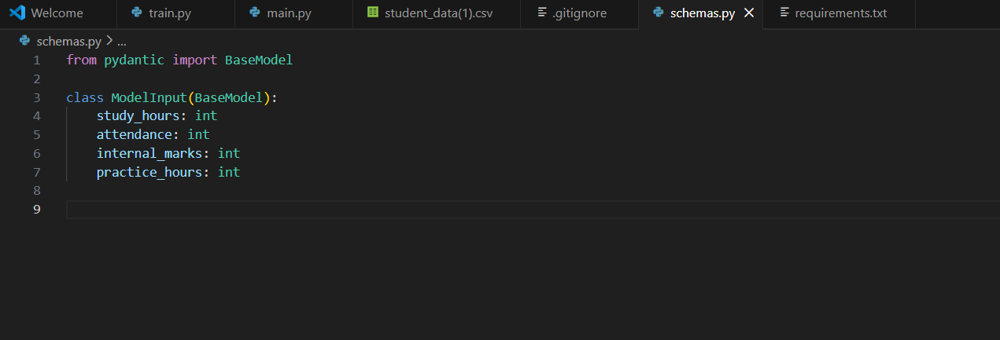 Welcome train.py main.py student_data(1).csv .gitignore schemas.py requirements.txt
schemas.py > ...
1 from pydantic import BaseModel
2
3 class ModelInput(BaseModel):
4 study_hours: int
5 attendance: int
6 internal_marks: int
7 practice_hours: int
8
9